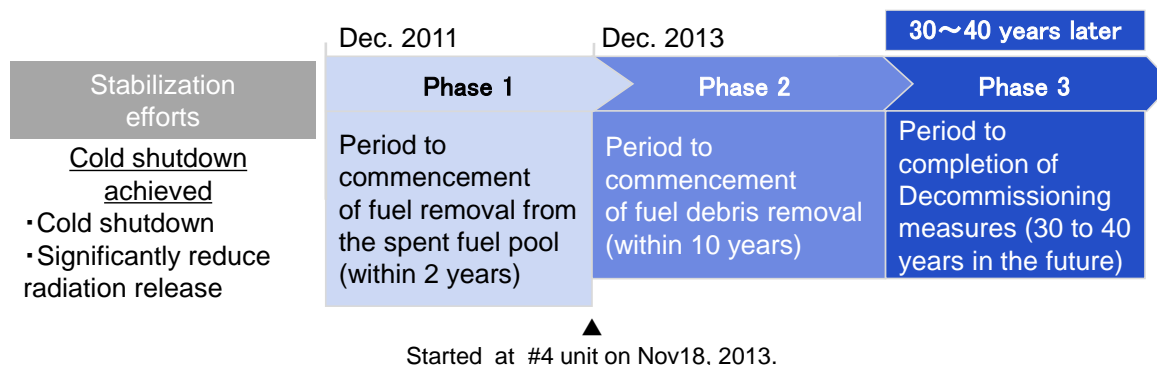 Dec. 2011
Dec. 2013
30～40 years later
Stabilization
efforts
Phase 1
Phase 2
Phase 3
Cold shutdown
achieved
・Cold shutdown
・Significantly reduce
radiation release
Period to
commencement
of fuel removal from
the spent fuel pool
(within 2 years)
Period to
commencement
of fuel debris removal
(within 10 years)
Period to
completion of
Decommissioning
measures (30 to 40
years in the future)
▲
Started at #4 unit on Nov18, 2013.